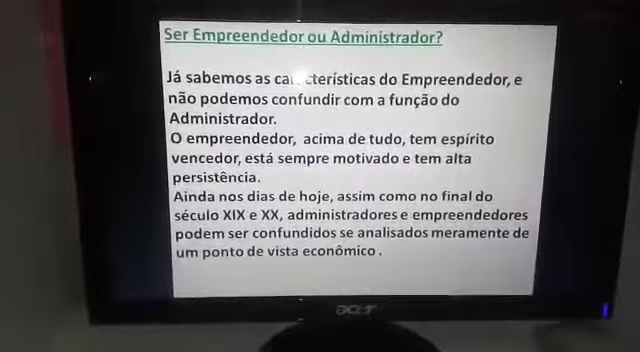 Ser Empreendedor ou Administrador?
Já sabemos as características do Empreendedor, e
não podemos confundir com a função do
Administrador.
O empreendedor, acima de tudo, tem espírito
vencedor, está sempre motivado e tem alta
persistência.
Ainda nos dias de hoje, assim como no final do
século XIX e XX, administradores e empreendedores
podem ser confundidos se analisados meramente de
um ponto de vista econômico .
acer